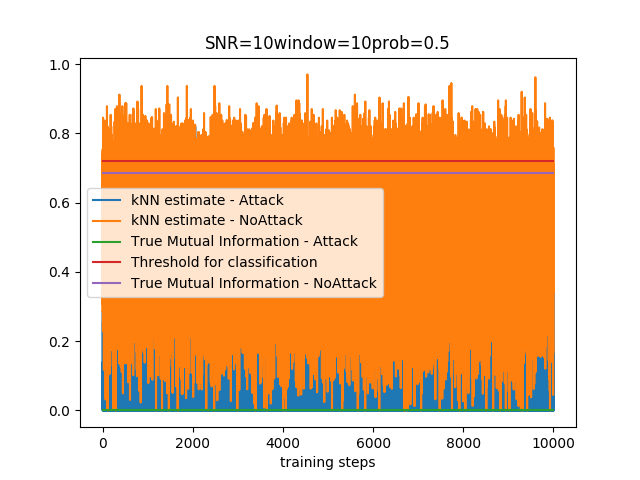 SNR=10window=10prob=0.5
1.0
0.8
0.6
0.4
0.2
0.0
kNN estimate - Attack
kNN estimate - NoAttack
True Mutual Information - Attack
Threshold for classification
True Mutual Information - NoAttack
0 2000 4000 6000 8000 10000
training steps